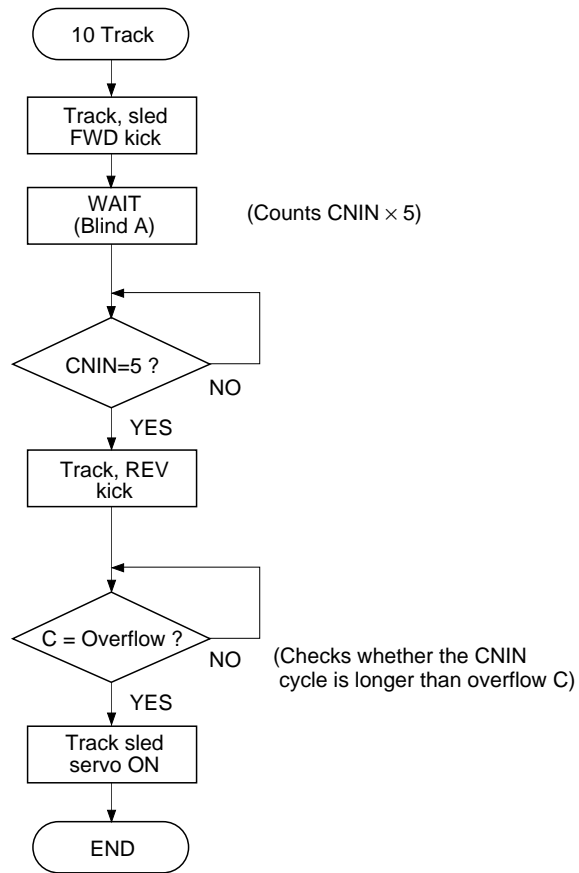 10 Track
Track, sled
FWD kick
WAIT
(Blind A)
(Counts CNIN × 5)
CNIN=5 ?
NO
YES
Track, REV
kick
C = Overflow ?
NO
(Checks whether the CNIN
cycle is longer than overflow C)
YES
Track sled
servo ON
END